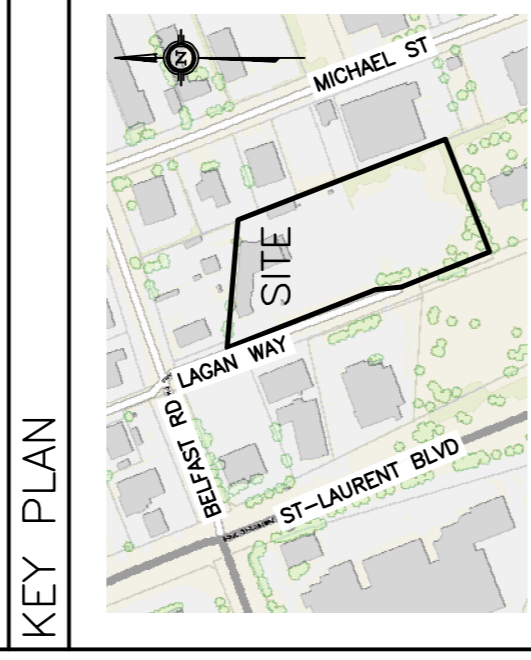 KEY PLAN
N
MICHAEL ST
SITE
LAGAN WAY
BELFAST RD
ST-LAURENT BLVD